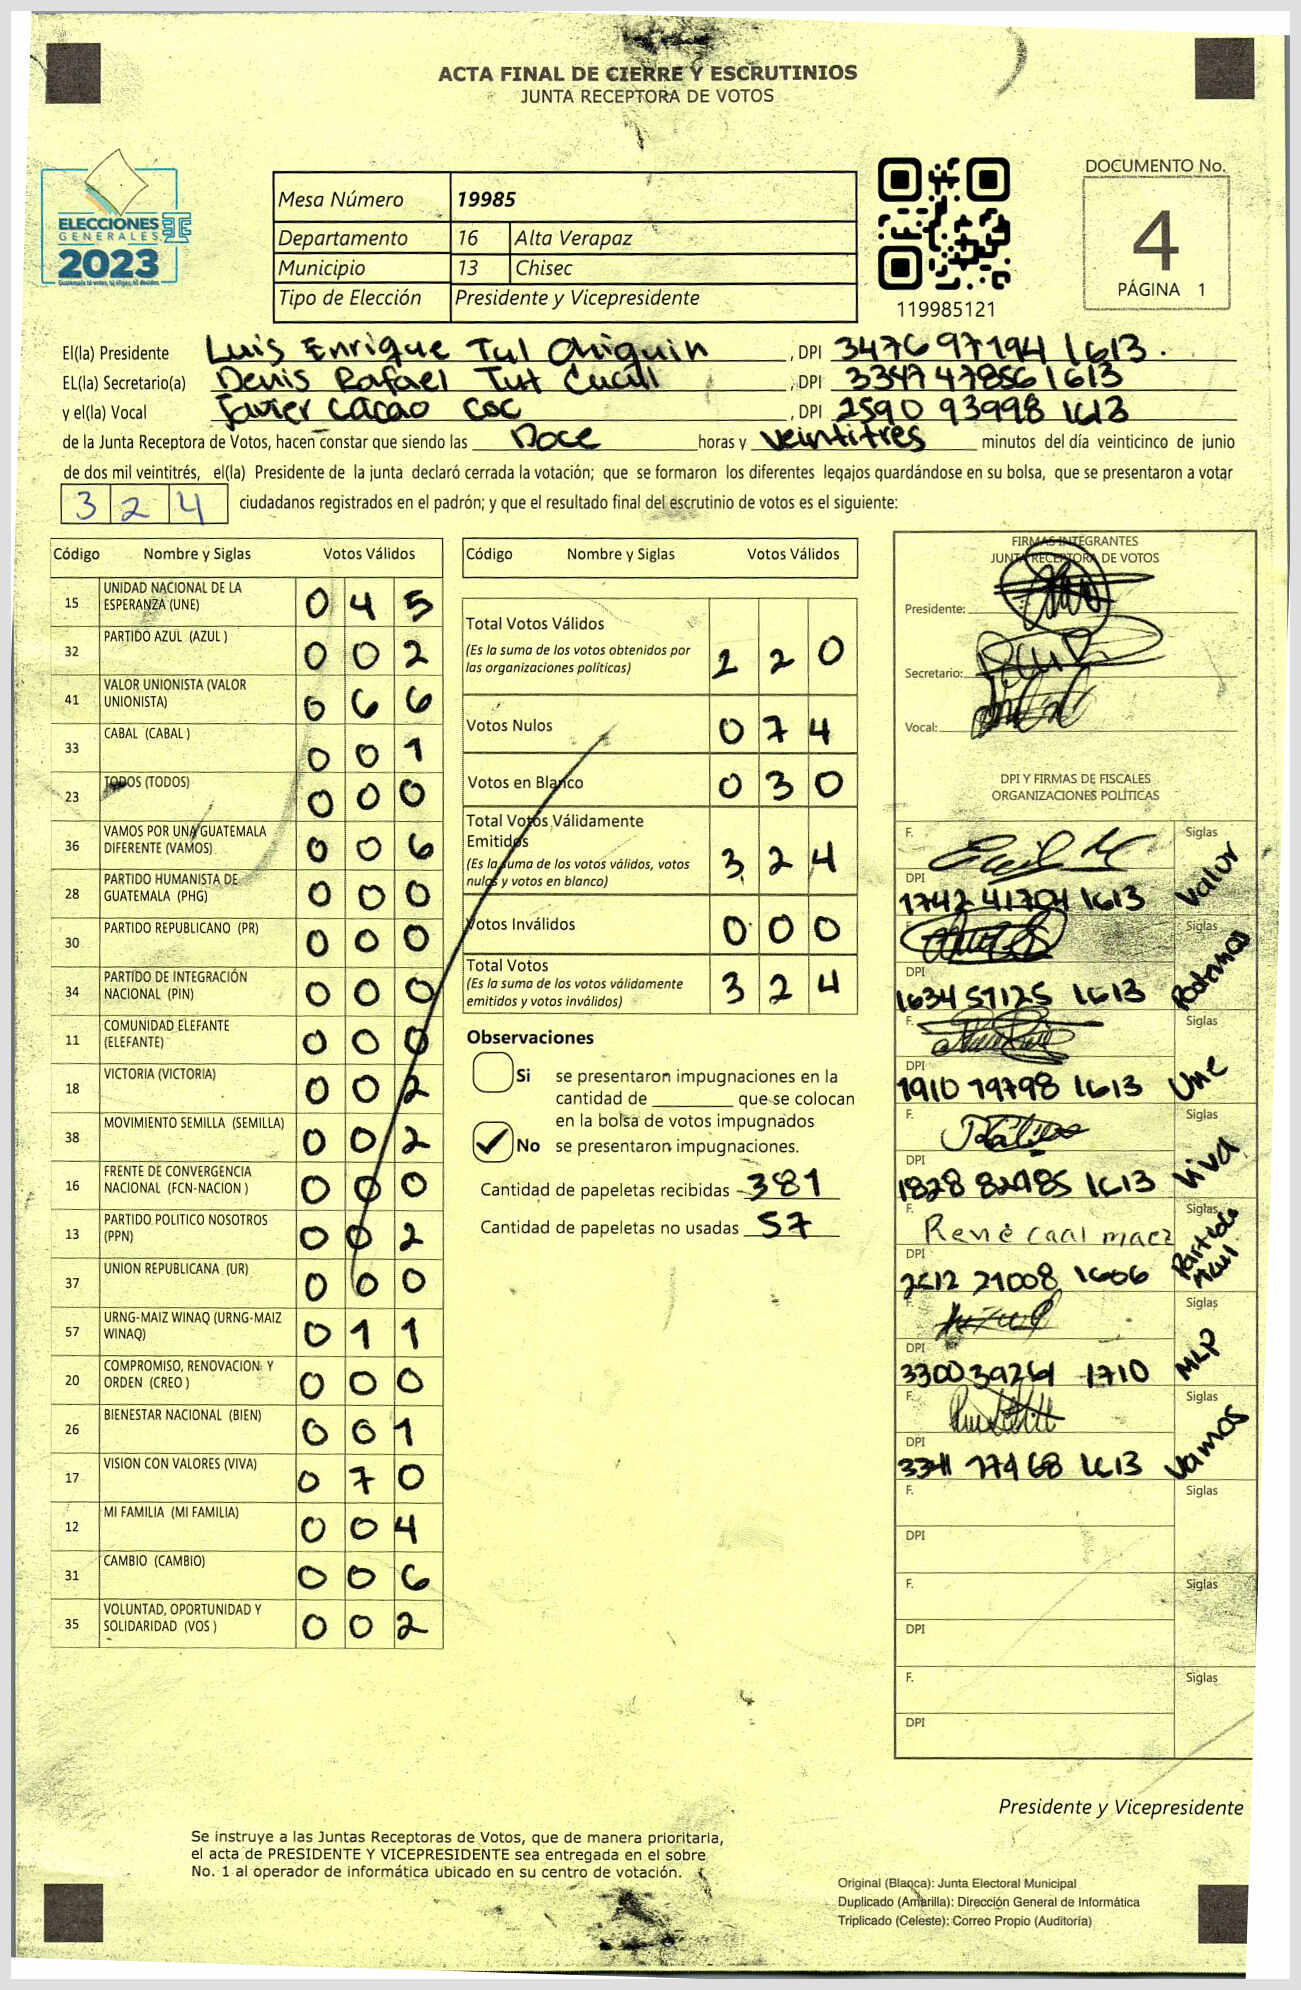 ACTA FINAL DE CIERRE Y ESCRUTINIOS
JUNTA RECEPTORA DE VOTOS
ELECCIONES
GENERALES
2023
Mesa Número 19985
Departamento 16 Alta Verapaz
Municipio 13 Chisec
Tipo de Elección Presidente y Vicepresidente
119985121
DOCUMENTO No.
4
PÁGINA 1
El(la) Presidente Luis Enrique Tul Chiquin, DPI 3476 97194 1613.
EL(la) Secretario(a) Denis Rafael Tut Cucul, DPI 3347 47856 1613
y el(la) Vocal Javier Cacao Coc, DPI 2590 93998 1613
de la Junta Receptora de Votos, hacen constar que siendo las Doce horas y veintitres minutos del día veinticinco de junio
de dos mil veintitrés, el(la) Presidente de la junta declaró cerrada la votación; que se formaron los diferentes legajos guardándose en su bolsa, que se presentaron a votar
324 ciudadanos registrados en el padrón; y que el resultado final del escrutinio de votos es el siguiente:
Código Nombre y Siglas Votos Válidos
15 UNIDAD NACIONAL DE LA ESPERANZA (UNE) 0 4 5
32 PARTIDO AZUL (AZUL ) 0 0 2
41 VALOR UNIONISTA (VALOR UNIONISTA) 0 6 6
33 CABAL (CABAL ) 0 0 1
23 TODOS (TODOS) 0 0 0
36 VAMOS POR UNA GUATEMALA DIFERENTE (VAMOS) 0 0 6
28 PARTIDO HUMANISTA DE GUATEMALA (PHG) 0 0 0
30 PARTIDO REPUBLICANO (PR) 0 0 0
34 PARTIDO DE INTEGRACIÓN NACIONAL (PIN) 0 0 0
11 COMUNIDAD ELEFANTE (ELEFANTE) 0 0 0
18 VICTORIA (VICTORIA) 0 0 2
38 MOVIMIENTO SEMILLA (SEMILLA) 0 0 2
16 FRENTE DE CONVERGENCIA NACIONAL (FCN-NACION ) 0 0 0
13 PARTIDO POLITICO NOSOTROS (PPN) 0 0 2
37 UNION REPUBLICANA (UR) 0 0 0
57 URNG-MAIZ WINAQ (URNG-MAIZ WINAQ) 0 1 1
20 COMPROMISO, RENOVACION Y ORDEN (CREO ) 0 0 0
26 BIENESTAR NACIONAL (BIEN) 0 0 1
17 VISION CON VALORES (VIVA) 0 7 0
12 MI FAMILIA (MI FAMILIA) 0 0 4
31 CAMBIO (CAMBIO) 0 0 6
35 VOLUNTAD, OPORTUNIDAD Y SOLIDARIDAD (VOS ) 0 0 2
Código Nombre y Siglas Votos Válidos
Total Votos Válidos
(Es la suma de los votos obtenidos por
las organizaciones políticas) 2 2 0
Votos Nulos 0 7 4
Votos en Blanco 0 3 0
Total Votos Válidamente
Emitidos
(Es la suma de los votos válidos, votos
nulos y votos en blanco) 3 2 4
Votos Inválidos 0 0 0
Total Votos
(Es la suma de los votos válidamente
emitidos y votos inválidos) 3 2 4
Observaciones
Si se presentaron impugnaciones en la
cantidad de ________ que se colocan
en la bolsa de votos impugnados
No se presentaron impugnaciones.
Cantidad de papeletas recibidas 381
Cantidad de papeletas no usadas 57
FIRMAS INTEGRANTES
JUNTA RECEPTORA DE VOTOS
Presidente:
Secretario:
Vocal:
DPI Y FIRMAS DE FISCALES
ORGANIZACIONES POLÍTICAS
F. Siglas
DPI 1742 41704 1613 Valor
F. Siglas
DPI 1634 57125 1613 Podemos
F. Siglas
DPI 1910 79798 1613 Une
F. Siglas
DPI 1828 82985 1613 Viva
F. René caal macz Siglas
DPI 2612 21008 1606 Partido
F. Siglas
DPI 3300 39261 1710 MLP
F. Siglas
DPI 3341 77468 1613 Vamos
F. Siglas
DPI
F. Siglas
DPI
F. Siglas
DPI
Presidente y Vicepresidente
Se instruye a las Juntas Receptoras de Votos, que de manera prioritaria,
el acta de PRESIDENTE Y VICEPRESIDENTE sea entregada en el sobre
No. 1 al operador de informática ubicado en su centro de votación.
Original (Blanca): Junta Electoral Municipal
Duplicado (Amarilla): Dirección General de Informática
Triplicado (Celeste): Correo Propio (Auditoría)